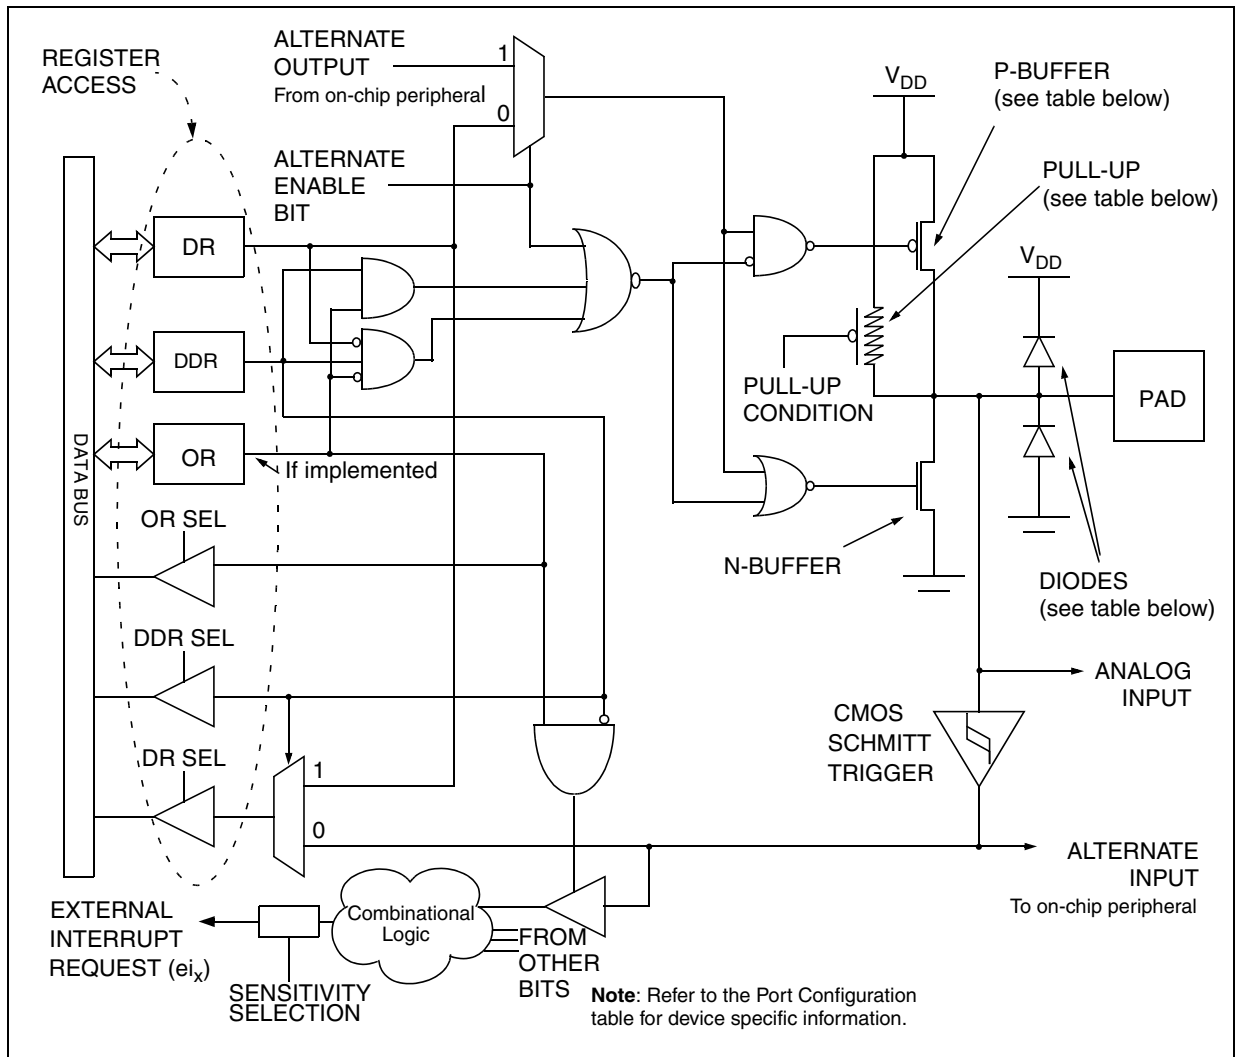 REGISTER
ACCESS
ALTERNATE
OUTPUT
From on-chip peripheral
1
0
ALTERNATE
ENABLE
BIT
VDD
P-BUFFER
(see table below)
PULL-UP
(see table below)
VDD
DR
DDR
OR
If implemented
DATA BUS
PULL-UP
CONDITION
PAD
N-BUFFER
DIODES
(see table below)
OR SEL
DDR SEL
DR SEL
1
0
ANALOG
INPUT
CMOS
SCHMITT
TRIGGER
ALTERNATE
INPUT
To on-chip peripheral
EXTERNAL
INTERRUPT
REQUEST (eix)
Combinational
Logic
FROM
OTHER
BITS
SENSITIVITY
SELECTION
Note: Refer to the Port Configuration
table for device specific information.